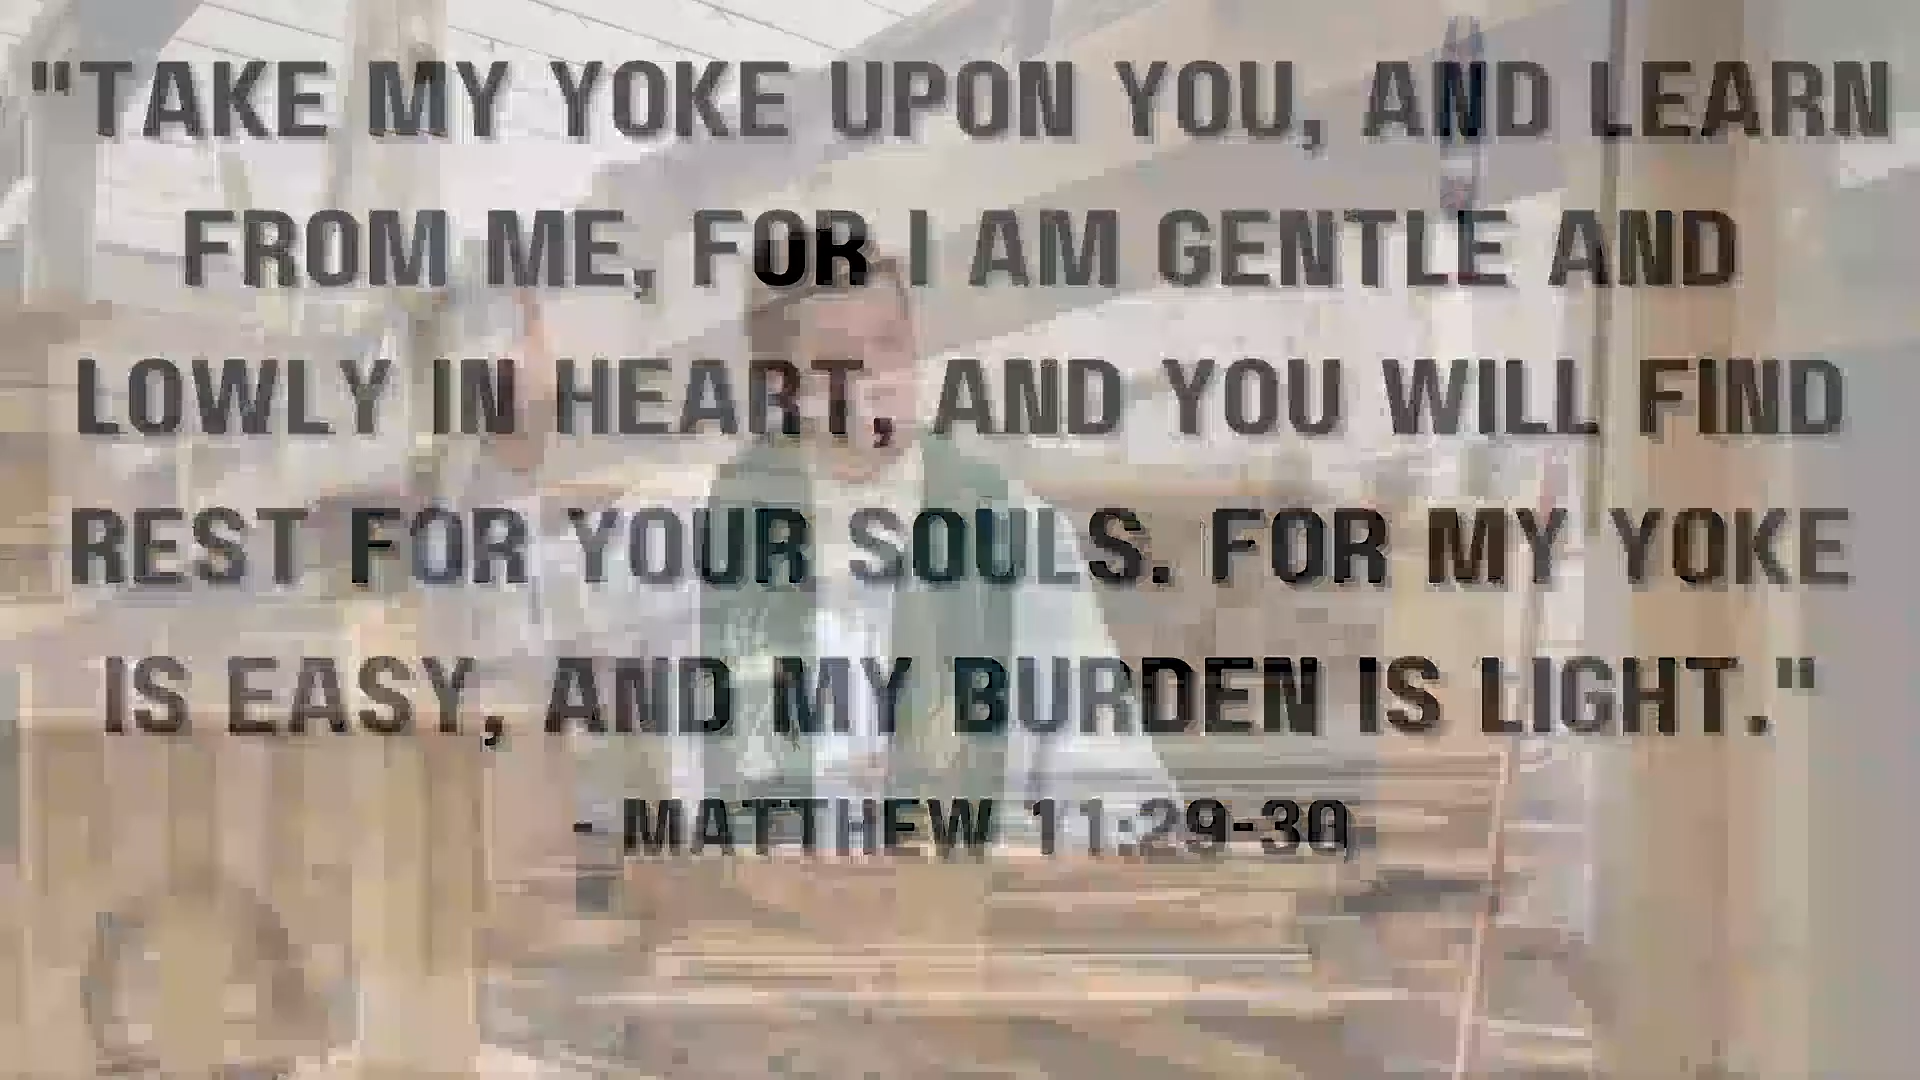 "TAKE MY YOKE UPON YOU, AND LEARN
FROM ME, FOR I AM GENTLE AND
LOWLY IN HEART, AND YOU WILL FIND
REST FOR YOUR SOULS. FOR MY YOKE
IS EASY, AND MY BURDEN IS LIGHT."
- MATTHEW 11:29-30